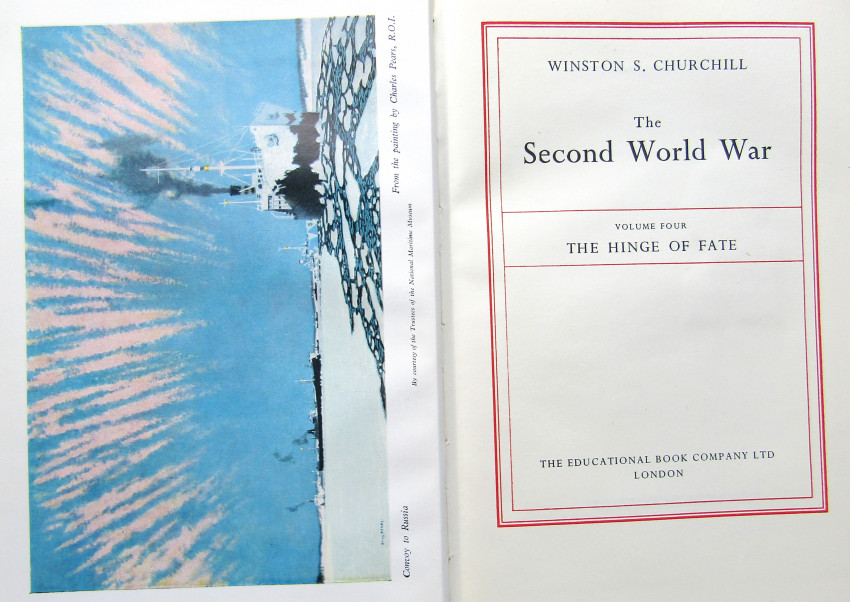 Convoy to Russia
From the painting by Charles Pears, R.O.I.
By courtesy of the Trustees of the National Maritime Museum
WINSTON S. CHURCHILL
The
Second World War
VOLUME FOUR
THE HINGE OF FATE
THE EDUCATIONAL BOOK COMPANY LTD
LONDON